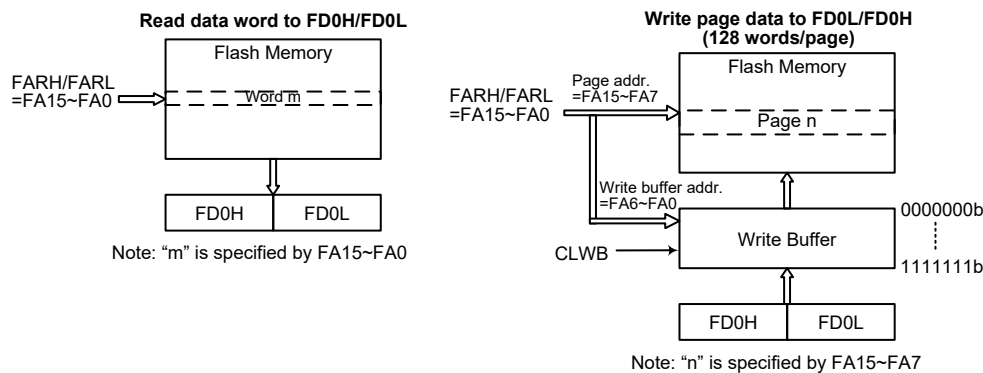 Read data word to FD0H/FD0L
Flash Memory
FARH/FARL
=FA15~FA0
Word m
FD0H
FD0L
Note: “m” is specified by FA15~FA0
Write page data to FD0L/FD0H
(128 words/page)
Flash Memory
Page addr.
=FA15~FA7
FARH/FARL
=FA15~FA0
Page n
Write buffer addr.
=FA6~FA0
0000000b
Write Buffer
CLWB
1111111b
FD0H
FD0L
Note: “n” is specified by FA15~FA7